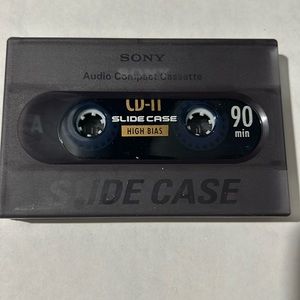 SONY
Audio Compact Cassette
CD-II
SLIDE CASE
HIGH BIAS
A
90
min
SLIDE CASE